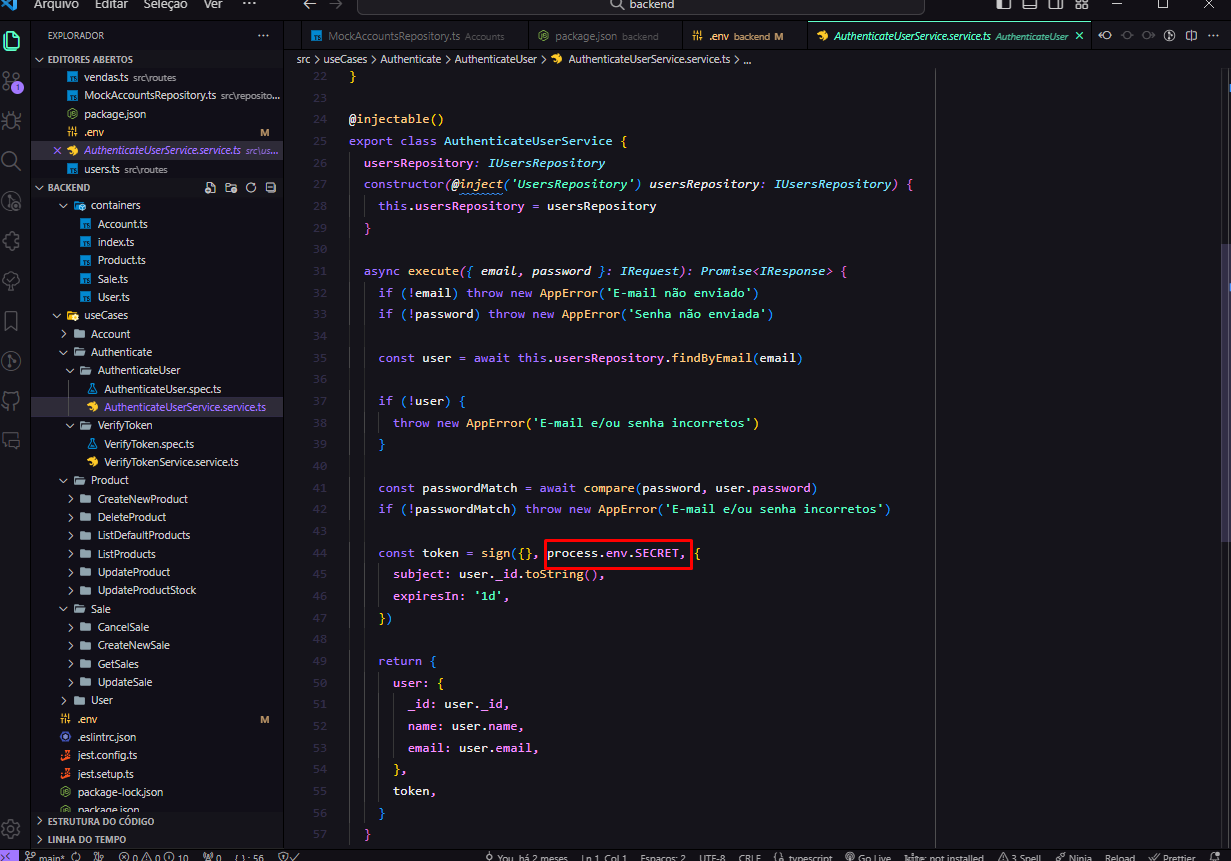 Arquivo Editar Seleção Ver ···
backend
EXPLORADOR ···
EDITORES ABERTOS
vendas.ts src\routes
MockAccountsRepository.ts src\reposito...
package.json
.env M
AuthenticateUserService.service.ts src\us...
users.ts src\routes
BACKEND
containers
Account.ts
index.ts
Product.ts
Sale.ts
User.ts
useCases
Account
Authenticate
AuthenticateUser
AuthenticateUser.spec.ts
AuthenticateUserService.service.ts
VerifyToken
VerifyToken.spec.ts
VerifyTokenService.service.ts
Product
CreateNewProduct
DeleteProduct
ListDefaultProducts
ListProducts
UpdateProduct
UpdateProductStock
Sale
CancelSale
CreateNewSale
GetSales
UpdateSale
User
.env M
.eslintrc.json
jest.config.ts
jest.setup.ts
package-lock.json
package.json
ESTRUTURA DO CÓDIGO
LINHA DO TEMPO
MockAccountsRepository.ts Accounts
package.json backend
.env backend M
AuthenticateUserService.service.ts AuthenticateUser
src > useCases > Authenticate > AuthenticateUser > AuthenticateUserService.service.ts > ...
22 }
23
24 @injectable()
25 export class AuthenticateUserService {
26 usersRepository: IUsersRepository
27 constructor(@inject('UsersRepository') usersRepository: IUsersRepository) {
28 this.usersRepository = usersRepository
29 }
30
31 async execute({ email, password }: IRequest): Promise<IResponse> {
32 if (!email) throw new AppError('E-mail não enviado')
33 if (!password) throw new AppError('Senha não enviada')
34
35 const user = await this.usersRepository.findByEmail(email)
36
37 if (!user) {
38 throw new AppError('E-mail e/ou senha incorretos')
39 }
40
41 const passwordMatch = await compare(password, user.password)
42 if (!passwordMatch) throw new AppError('E-mail e/ou senha incorretos')
43
44 const token = sign({}, process.env.SECRET, {
45 subject: user._id.toString(),
46 expiresIn: '1d',
47 })
48
49 return {
50 user: {
51 _id: user._id,
52 name: user.name,
53 email: user.email,
54 },
55 token,
56 }
57 }
main* 0 0 10 0 { } : 56 You, há 2 meses Ln 1, Col 1 Espaços: 2 UTF-8 CRLF typescript Go Live not installed 3 Spell Ninja Reload Prettier